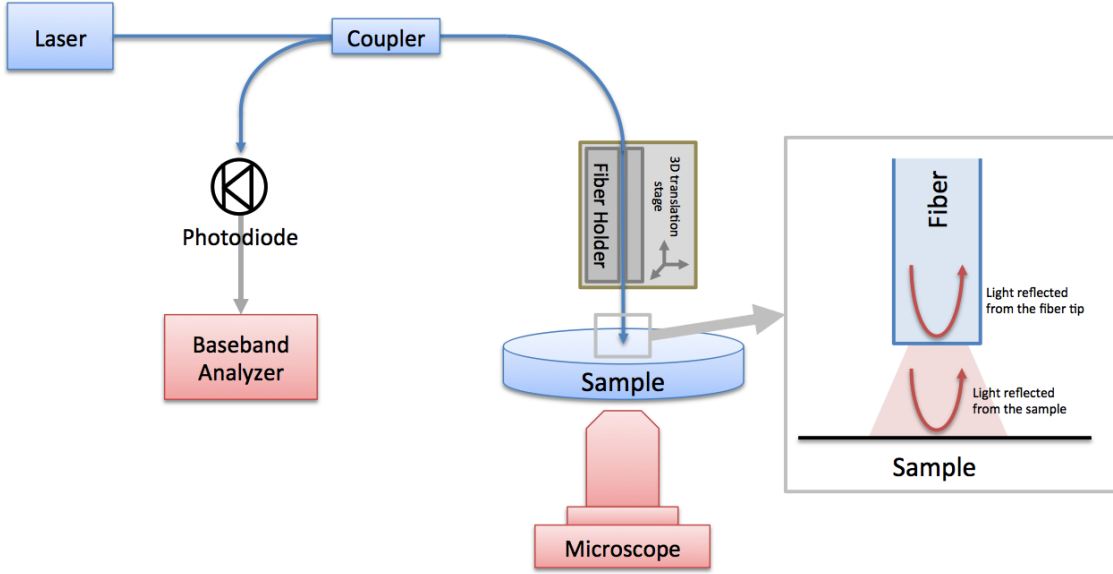 Laser
Coupler
Photodiode
Baseband
Analyzer
Fiber Holder
3D translation
stage
Sample
Microscope
Fiber
Light reflected
from the fiber tip
Light reflected
from the sample
Sample